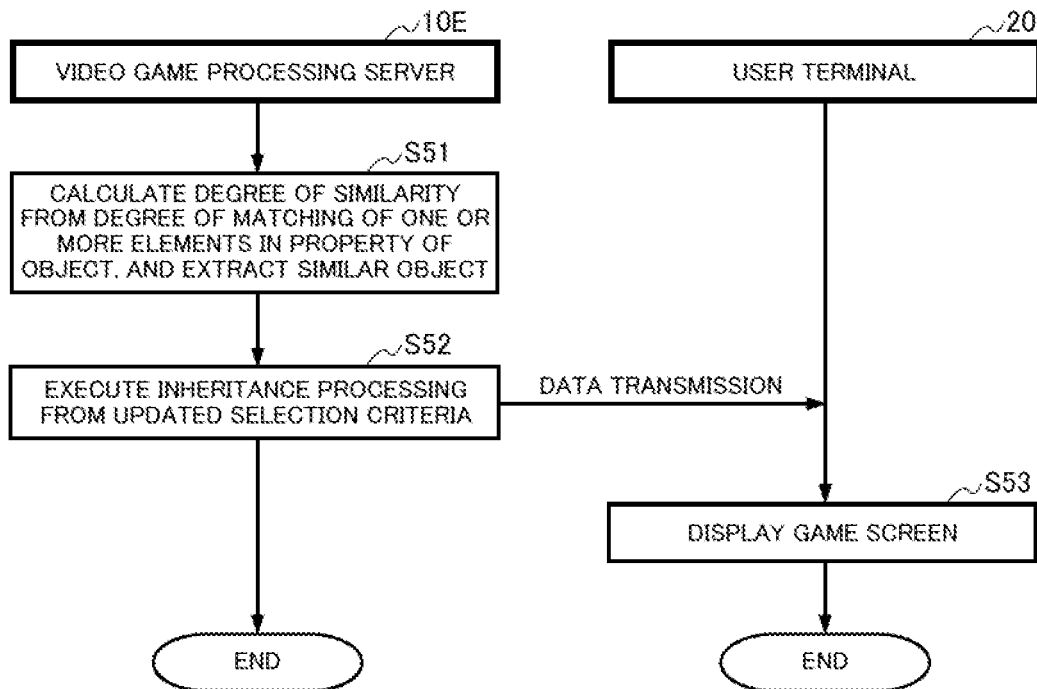 10E
VIDEO GAME PROCESSING SERVER
20
USER TERMINAL
S51
CALCULATE DEGREE OF SIMILARITY
FROM DEGREE OF MATCHING OF ONE OR
MORE ELEMENTS IN PROPERTY OF
OBJECT, AND EXTRACT SIMILAR OBJECT
S52
EXECUTE INHERITANCE PROCESSING
FROM UPDATED SELECTION CRITERIA
DATA TRANSMISSION
S53
DISPLAY GAME SCREEN
END
END